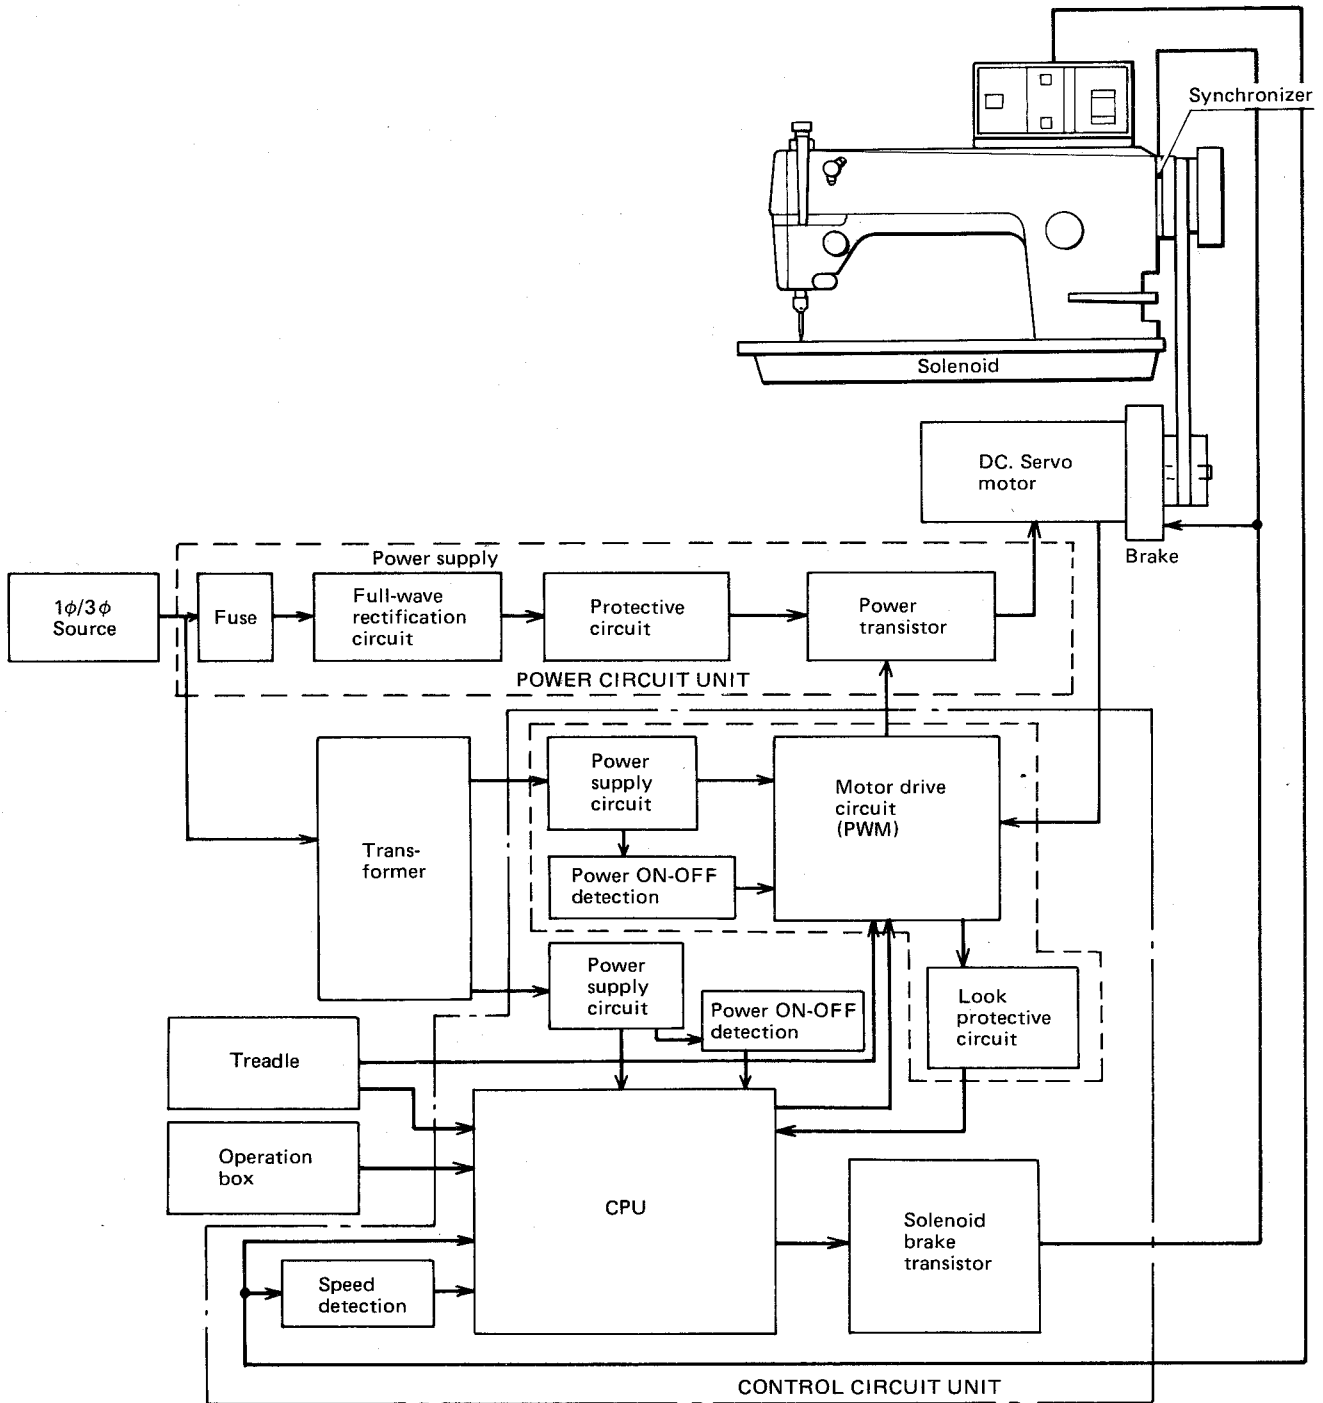 Synchronizer
Solenoid
DC. Servo
motor
Brake
Power supply
1φ/3φ
Source
Fuse
Full-wave
rectification
circuit
Protective
circuit
Power
transistor
POWER CIRCUIT UNIT
Trans-
former
Power
supply
circuit
Motor drive
circuit
(PWM)
Power ON-OFF
detection
Power
supply
circuit
Power ON-OFF
detection
Look
protective
circuit
Treadle
Operation
box
CPU
Solenoid
brake
transistor
Speed
detection
CONTROL CIRCUIT UNIT